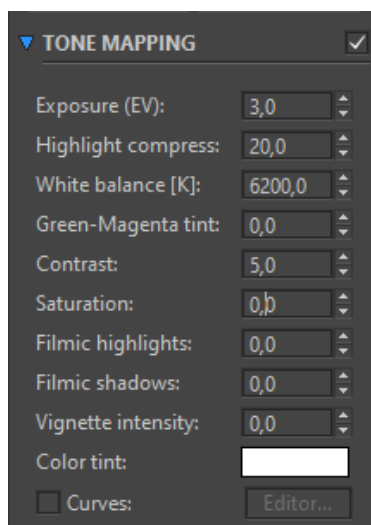 TONE MAPPING
Exposure (EV): 3,0
Highlight compress: 20,0
White balance [K]: 6200,0
Green-Magenta tint: 0,0
Contrast: 5,0
Saturation: 0,0
Filmic highlights: 0,0
Filmic shadows: 0,0
Vignette intensity: 0,0
Color tint:
Curves: Editor...